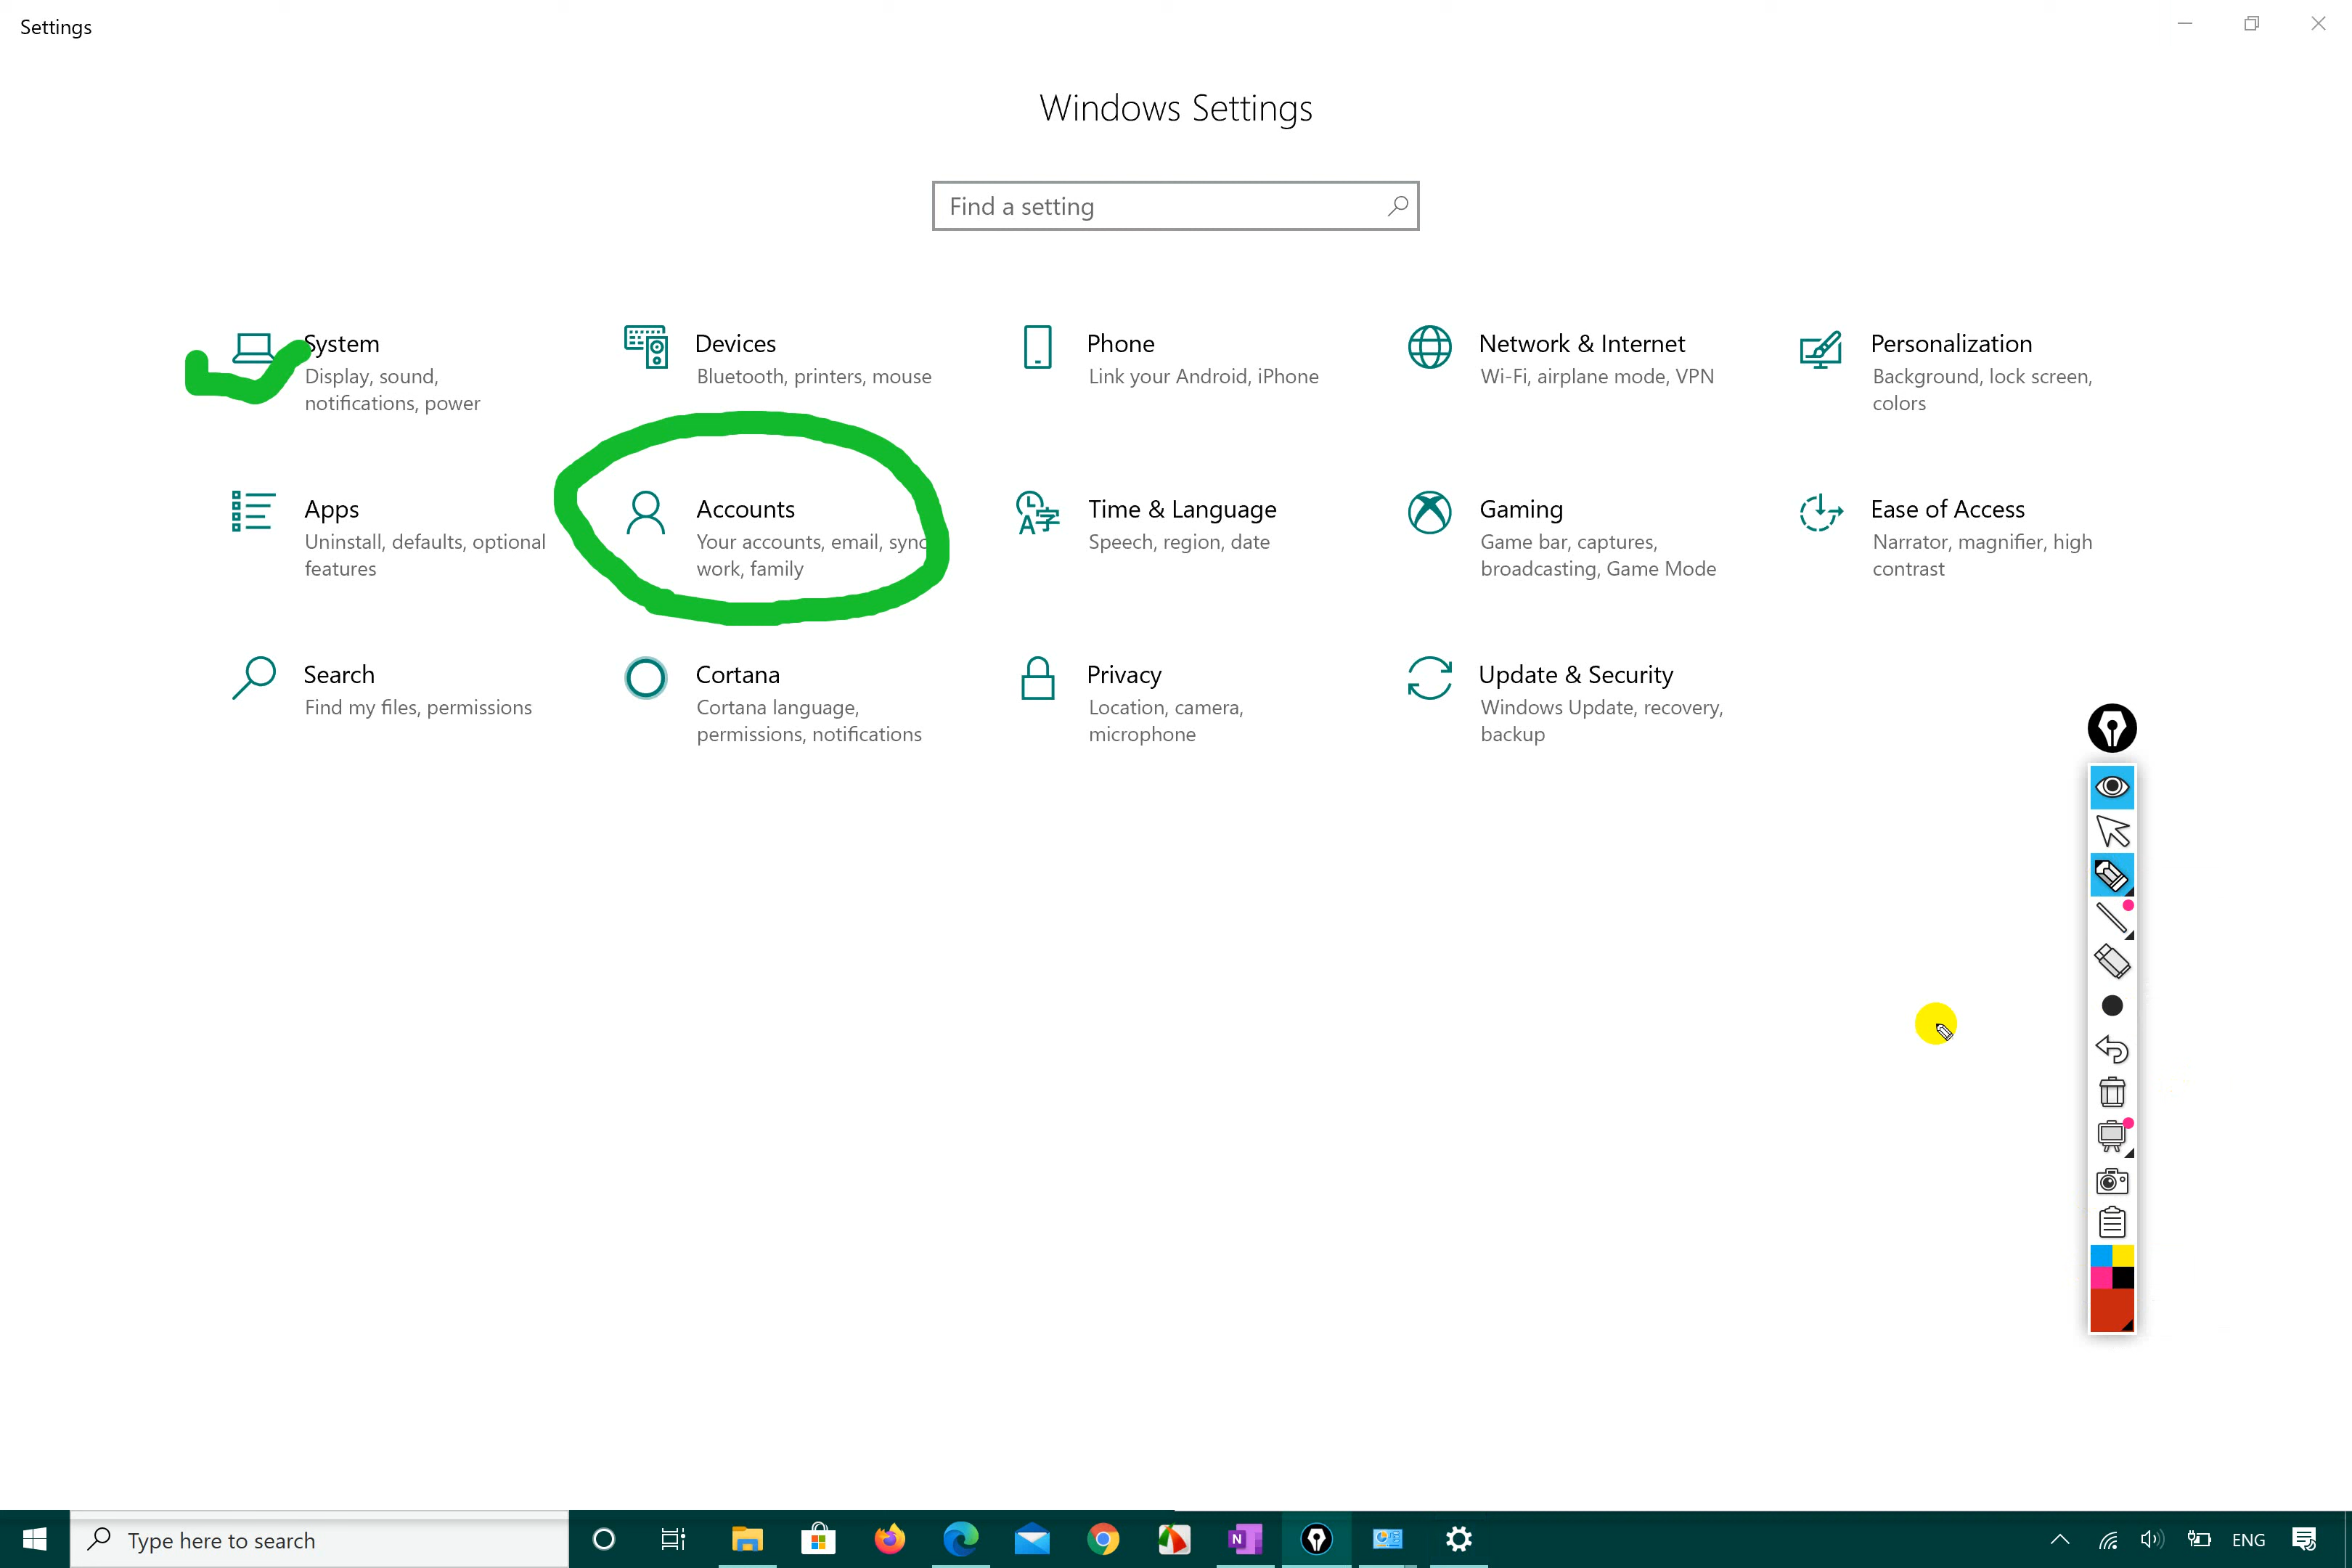 Settings
Windows Settings
Find a setting
System
Display, sound,
notifications, power
Devices
Bluetooth, printers, mouse
Phone
Link your Android, iPhone
Network & Internet
Wi-Fi, airplane mode, VPN
Personalization
Background, lock screen,
colors
Apps
Uninstall, defaults, optional
features
Accounts
Your accounts, email, sync
work, family
Time & Language
Speech, region, date
Gaming
Game bar, captures,
broadcasting, Game Mode
Ease of Access
Narrator, magnifier, high
contrast
Search
Find my files, permissions
Cortana
Cortana language,
permissions, notifications
Privacy
Location, camera,
microphone
Update & Security
Windows Update, recovery,
backup
Type here to search
ENG